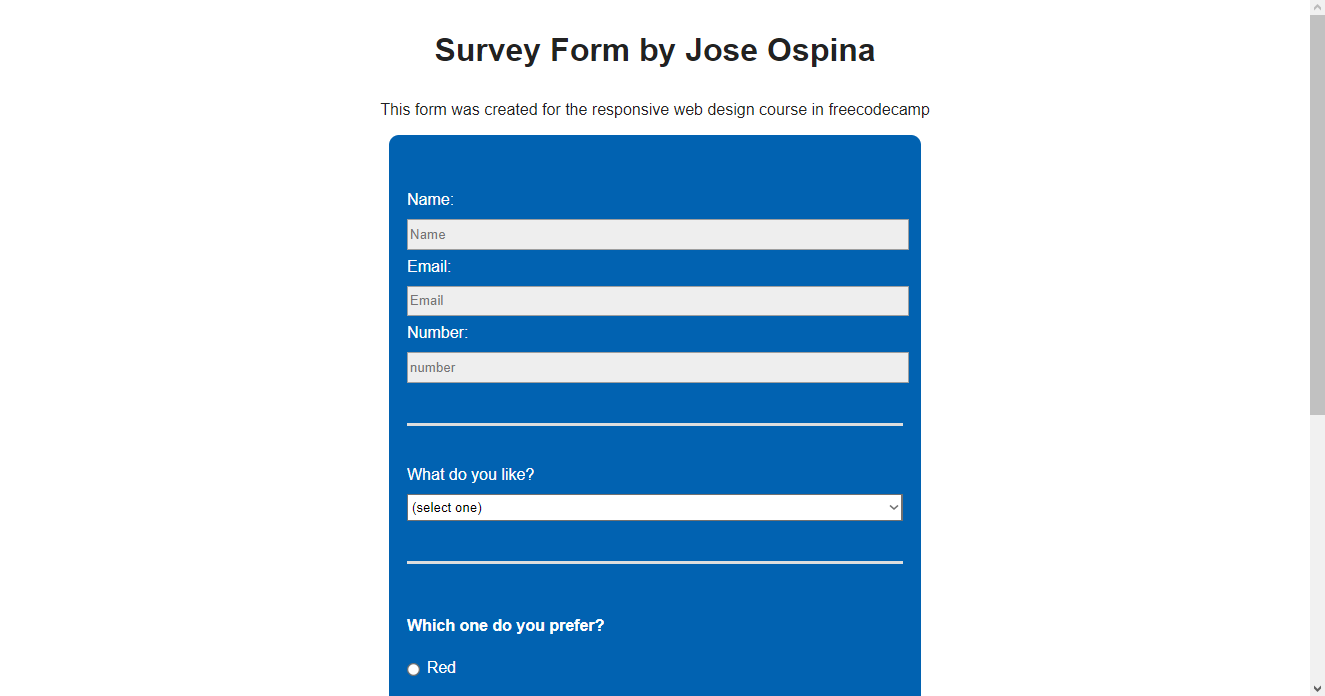 Survey Form by Jose Ospina
This form was created for the responsive web design course in freecodecamp
Name:
Name
Email:
Email
Number:
number
What do you like?
(select one)
Which one do you prefer?
Red